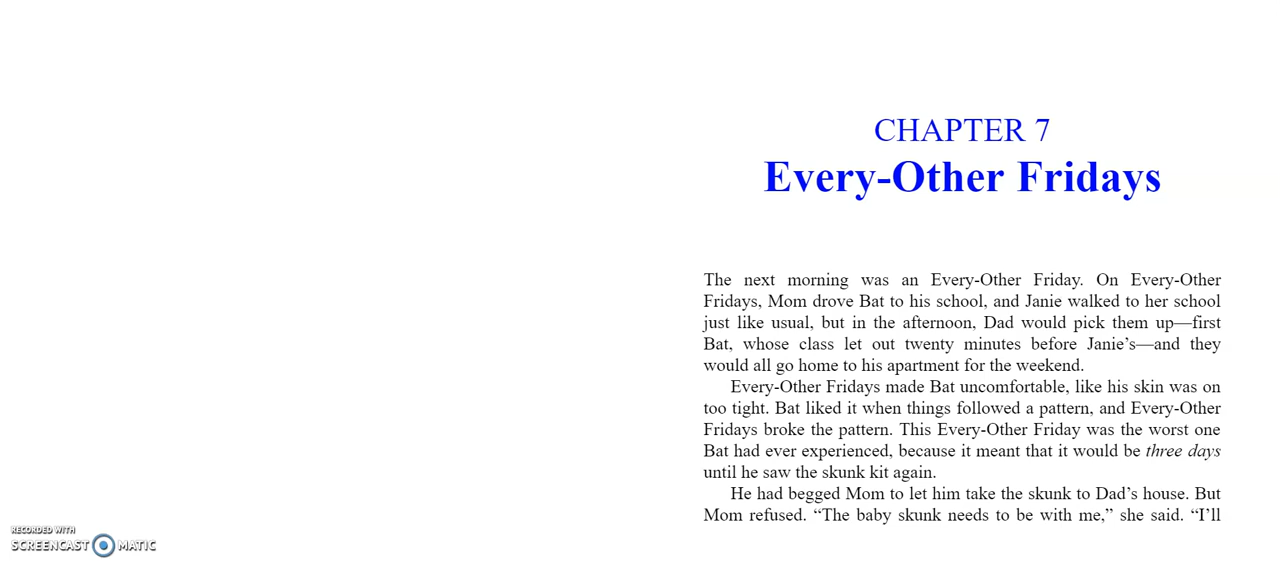 CHAPTER 7
Every-Other Fridays
The next morning was an Every-Other Friday. On Every-Other
Fridays, Mom drove Bat to his school, and Janie walked to her school
just like usual, but in the afternoon, Dad would pick them up—first
Bat, whose class let out twenty minutes before Janie’s—and they
would all go home to his apartment for the weekend.
Every-Other Fridays made Bat uncomfortable, like his skin was on
too tight. Bat liked it when things followed a pattern, and Every-Other
Fridays broke the pattern. This Every-Other Friday was the worst one
Bat had ever experienced, because it meant that it would be three days
until he saw the skunk kit again.
He had begged Mom to let him take the skunk to Dad’s house. But
Mom refused. “The baby skunk needs to be with me,” she said. “I’ll
RECORDED WITH
SCREENCAST MATIC